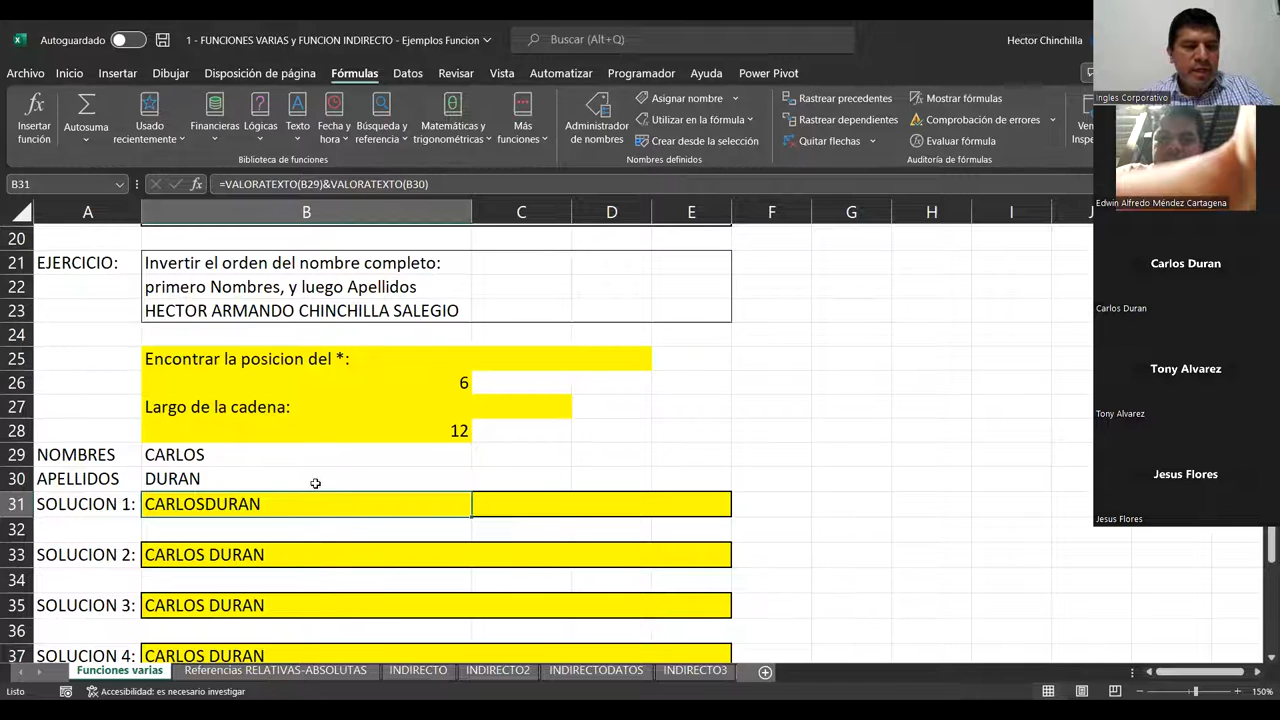 Autoguardado
1 - FUNCIONES VARIAS y FUNCION INDIRECTO - Ejemplos Funcion
Buscar (Alt+Q)
Hector Chinchilla
Archivo Inicio Insertar Dibujar Disposición de página Fórmulas Datos Revisar Vista Automatizar Programador Ayuda Power Pivot
Insertar función
Autosuma
Usado recientemente
Financieras
Lógicas
Texto
Fecha y hora
Búsqueda y referencia
Matemáticas y trigonométricas
Más funciones
Biblioteca de funciones
Administrador de nombres
Asignar nombre
Utilizar en la fórmula
Crear desde la selección
Nombres definidos
Rastrear precedentes
Rastrear dependientes
Quitar flechas
Mostrar fórmulas
Comprobación de errores
Evaluar fórmula
Auditoría de fórmulas
B31
fx
=VALORATEXTO(B29)&VALORATEXTO(B30)
A B C D E F G H I
20
21 EJERCICIO: Invertir el orden del nombre completo:
22 primero Nombres, y luego Apellidos
23 HECTOR ARMANDO CHINCHILLA SALEGIO
24
25 Encontrar la posicion del *:
26 6
27 Largo de la cadena:
28 12
29 NOMBRES CARLOS
30 APELLIDOS DURAN
31 SOLUCION 1: CARLOSDURAN
32
33 SOLUCION 2: CARLOS DURAN
34
35 SOLUCION 3: CARLOS DURAN
36
37 SOLUCION 4: CARLOS DURAN
Funciones varias Referencias RELATIVAS-ABSOLUTAS INDIRECTO INDIRECTO2 INDIRECTODATOS INDIRECTO3
Listo
Accesibilidad: es necesario investigar
150%
Ingles Corporativo
Edwin Alfredo Méndez Cartagena
Carlos Duran
Carlos Duran
Tony Alvarez
Tony Alvarez
Jesus Flores
Jesus Flores